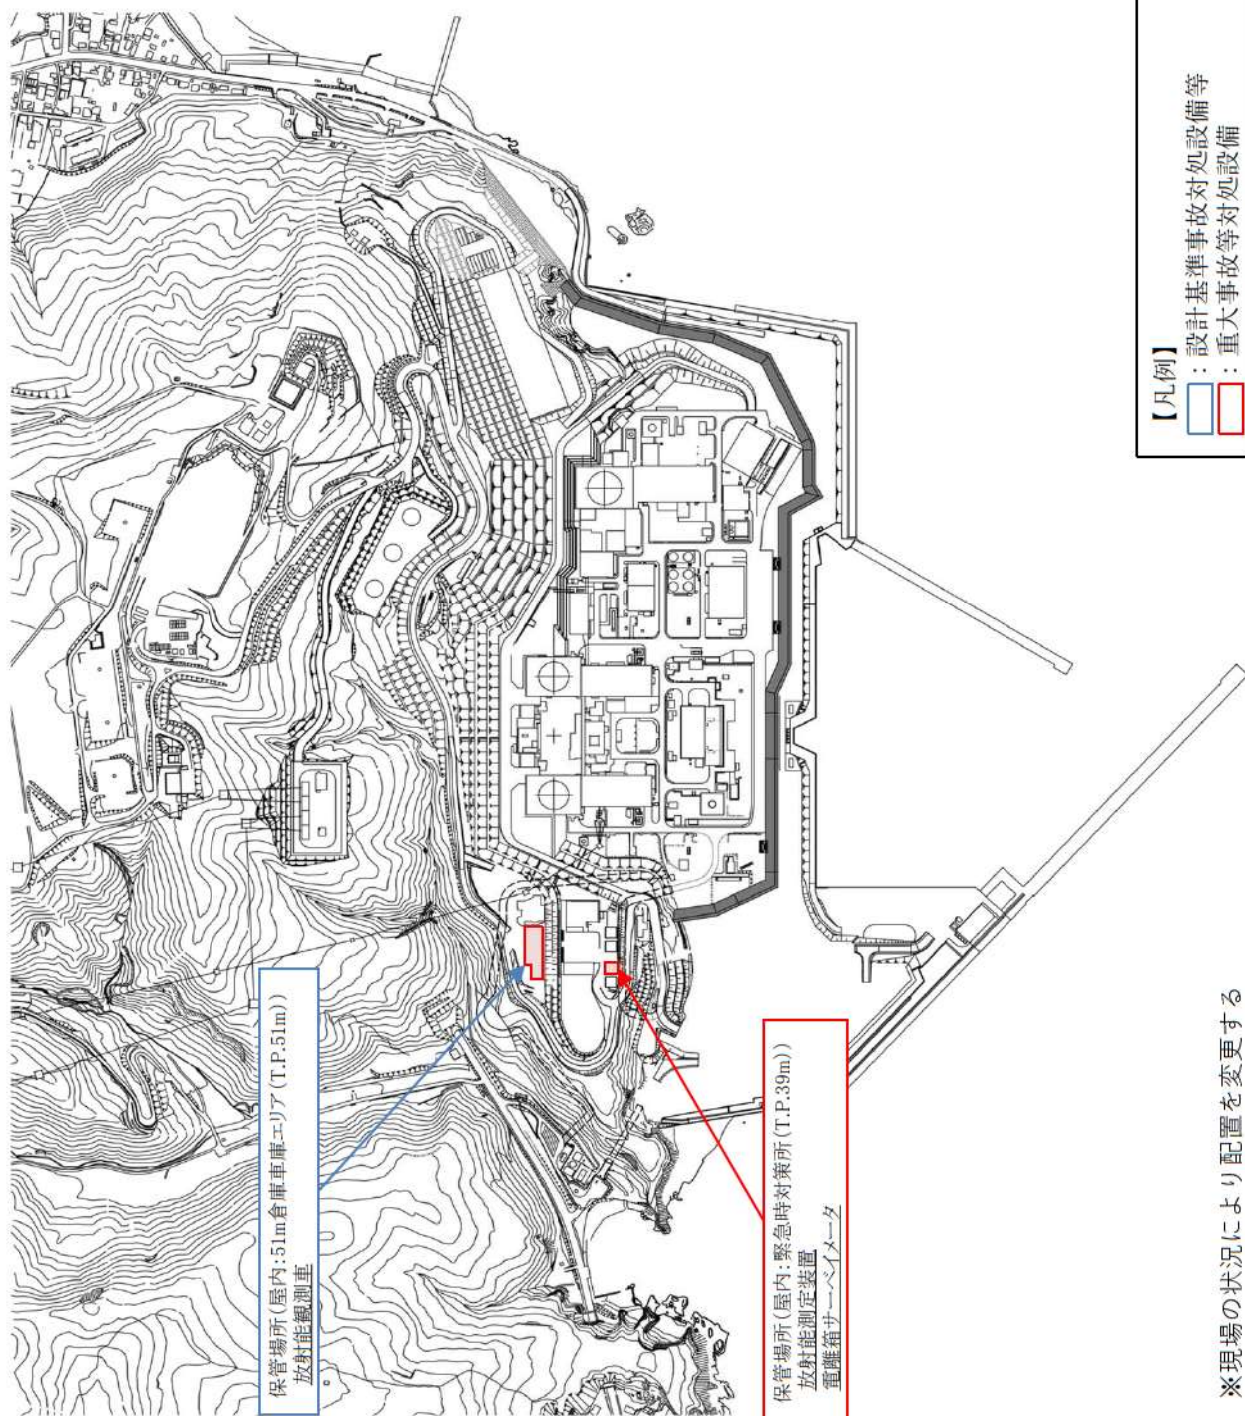 保管場所(屋内:51m倉庫車庫エリア(T.P.51m))
放射能観測車
保管場所(屋内:緊急時対策所(T.P.39m))
放射能測定装置
電離箱サーベイメータ
【凡例】
:設計基準事故対処設備等
:重大事故等対処設備
※現場の状況により配置を変更する